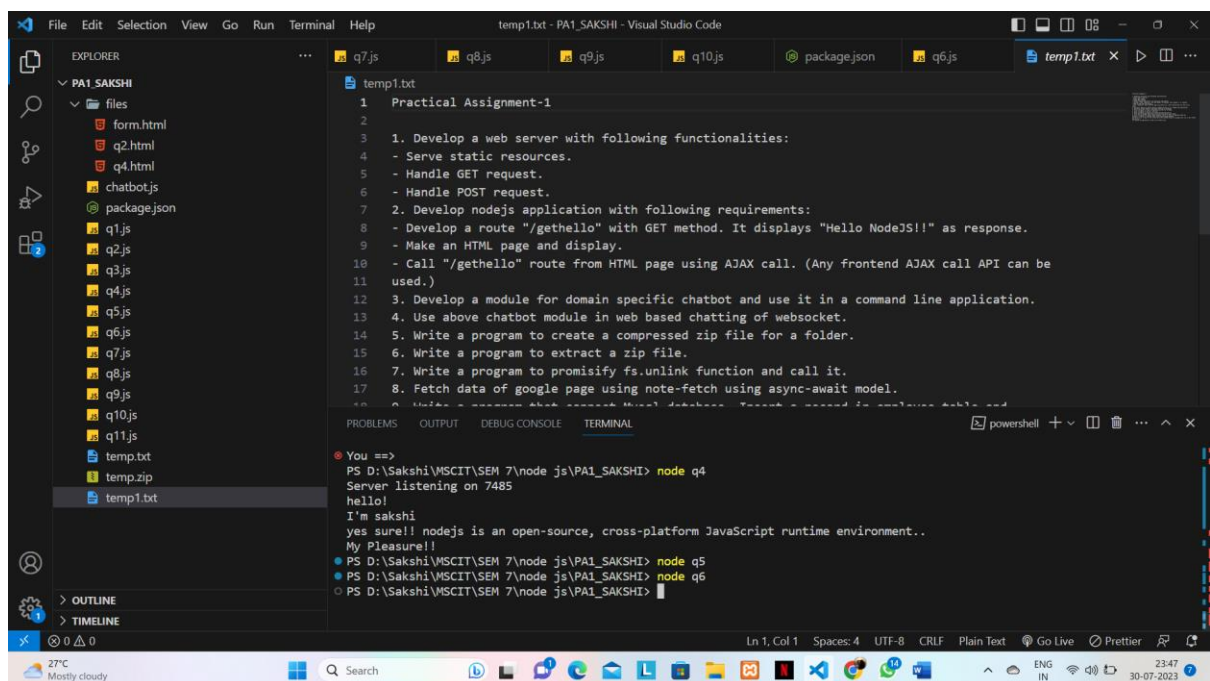 File Edit Selection View Go Run Terminal Help
temp1.txt - PA1_SAKSHI - Visual Studio Code
EXPLORER
PA1_SAKSHI
files
form.html
q2.html
q4.html
chatbot.js
package.json
q1.js
q2.js
q3.js
q4.js
q5.js
q6.js
q7.js
q8.js
q9.js
q10.js
q11.js
temp.txt
temp.zip
temp1.txt
OUTLINE
TIMELINE
q7.js q8.js q9.js q10.js package.json q6.js temp1.txt
temp1.txt
1 Practical Assignment-1
2
3 1. Develop a web server with following functionalities:
4 - Serve static resources.
5 - Handle GET request.
6 - Handle POST request.
7 2. Develop nodejs application with following requirements:
8 - Develop a route "/gethello" with GET method. It displays "Hello NodeJS!!" as response.
9 - Make an HTML page and display.
10 - Call "/gethello" route from HTML page using AJAX call. (Any frontend AJAX call API can be
11 used.)
12 3. Develop a module for domain specific chatbot and use it in a command line application.
13 4. Use above chatbot module in web based chatting of websocket.
14 5. Write a program to create a compressed zip file for a folder.
15 6. Write a program to extract a zip file.
16 7. Write a program to promisify fs.unlink function and call it.
17 8. Fetch data of google page using note-fetch using async-await model.
PROBLEMS OUTPUT DEBUG CONSOLE TERMINAL
powershell
You ==>
PS D:\Sakshi\MSCIT\SEM 7\node js\PA1_SAKSHI> node q4
Server listening on 7485
hello!
I'm sakshi
yes sure!! nodejs is an open-source, cross-platform JavaScript runtime environment..
My Pleasure!!
PS D:\Sakshi\MSCIT\SEM 7\node js\PA1_SAKSHI> node q5
PS D:\Sakshi\MSCIT\SEM 7\node js\PA1_SAKSHI> node q6
PS D:\Sakshi\MSCIT\SEM 7\node js\PA1_SAKSHI>
0 0 Ln 1, Col 1 Spaces: 4 UTF-8 CRLF Plain Text Go Live Prettier
27°C
Mostly cloudy
Search
ENG
IN
23:47
30-07-2023